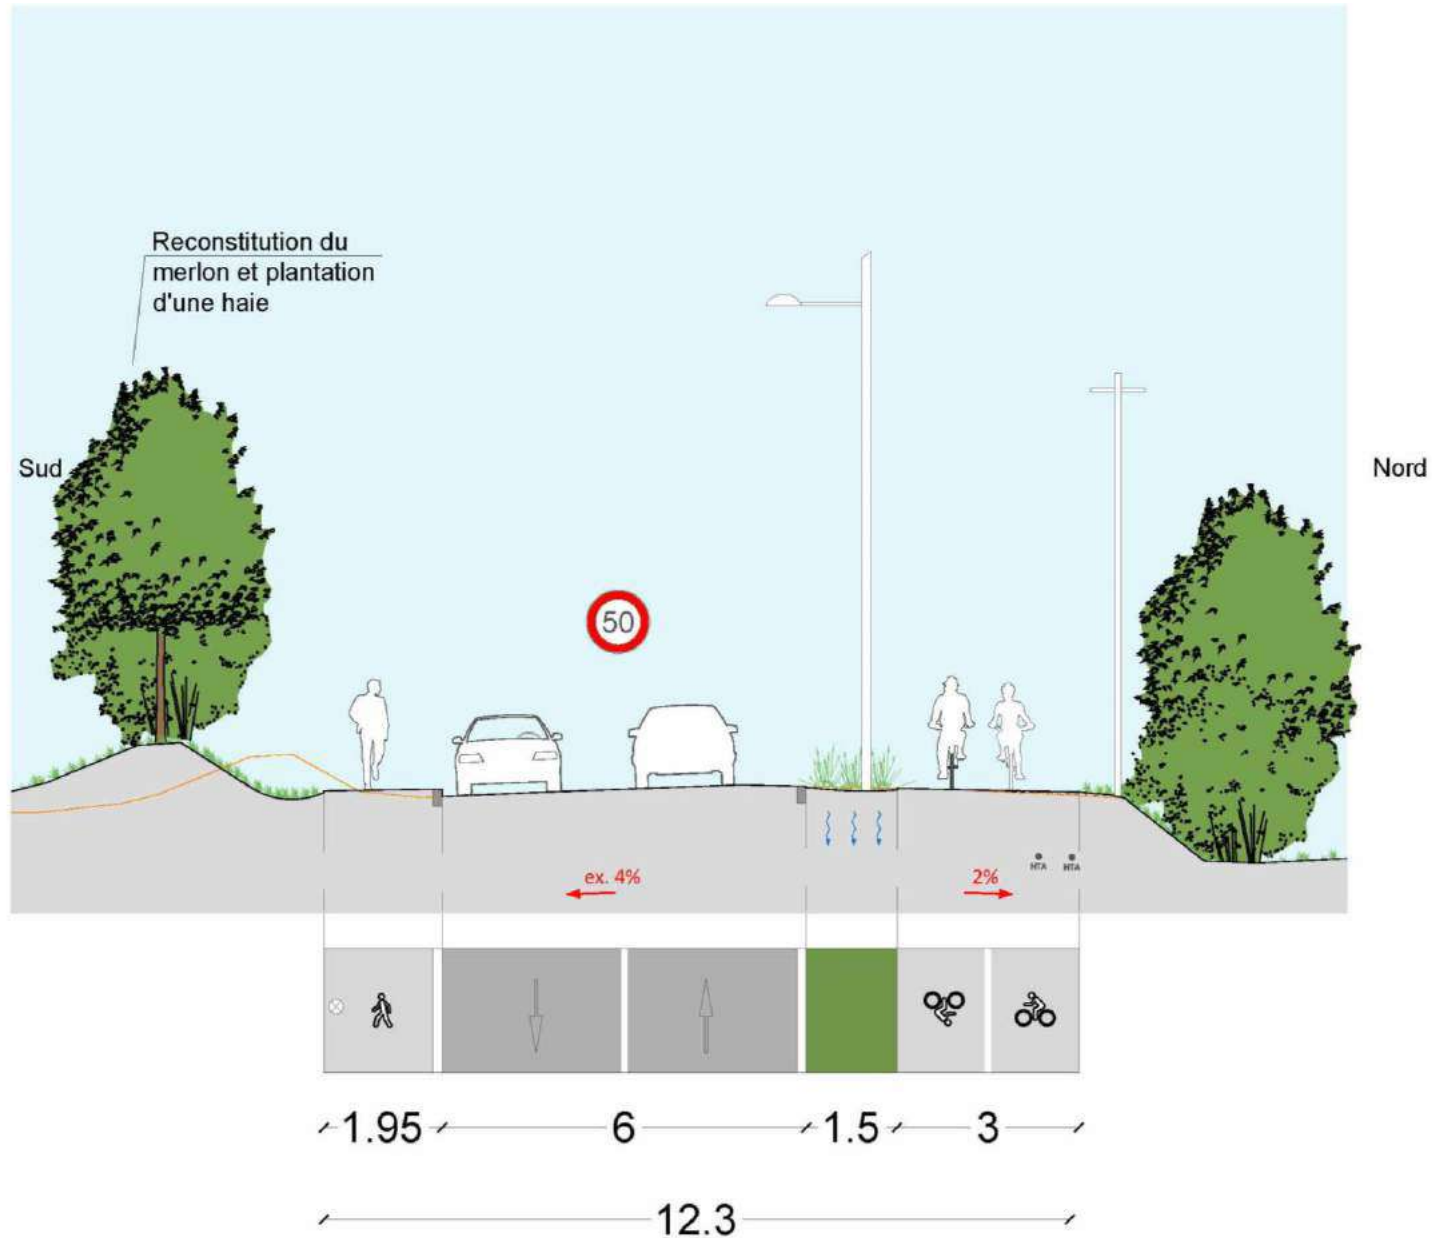 Reconstitution du
merlon et plantation
d'une haie
Sud
Nord
50
HTA HTA
ex. 4%
2%
1.95
6
1.5
3
12.3